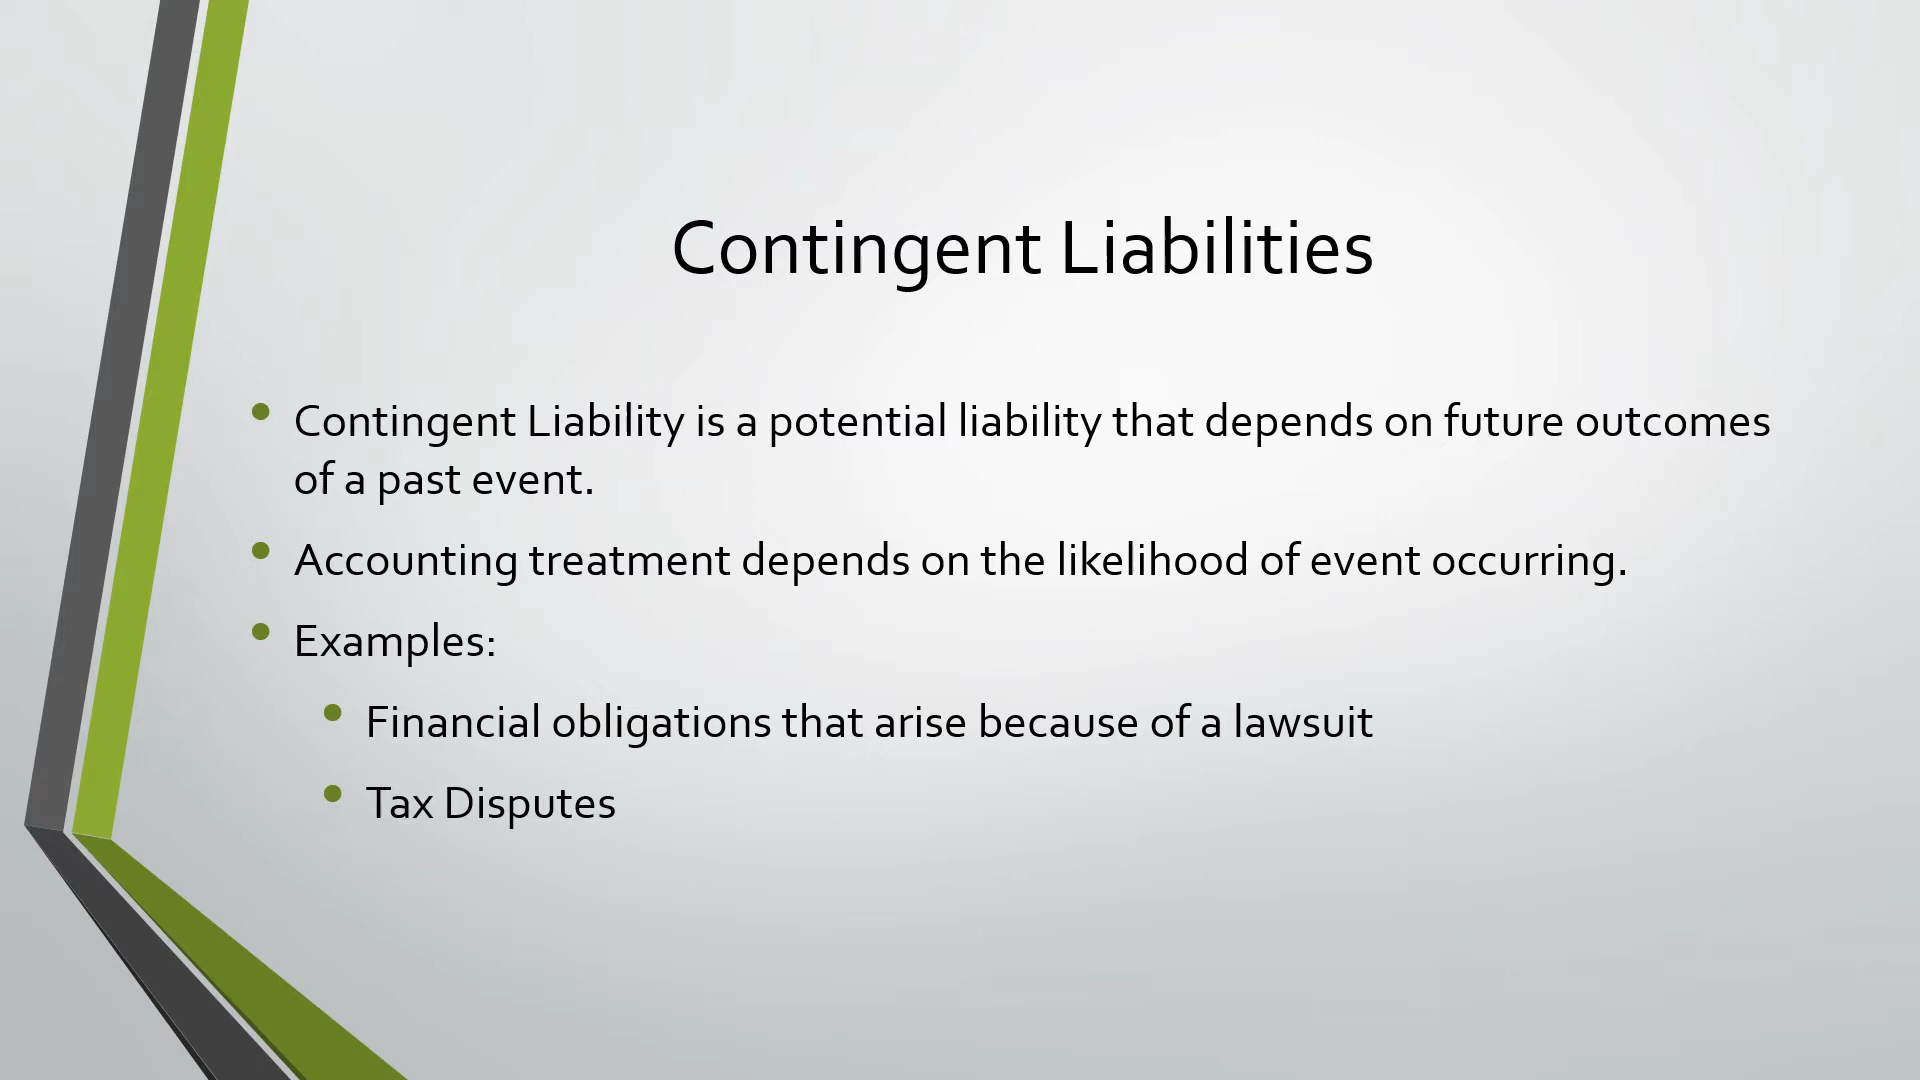 Contingent Liabilities
• Contingent Liability is a potential liability that depends on future outcomes
of a past event.
• Accounting treatment depends on the likelihood of event occurring.
• Examples:
• Financial obligations that arise because of a lawsuit
• Tax Disputes